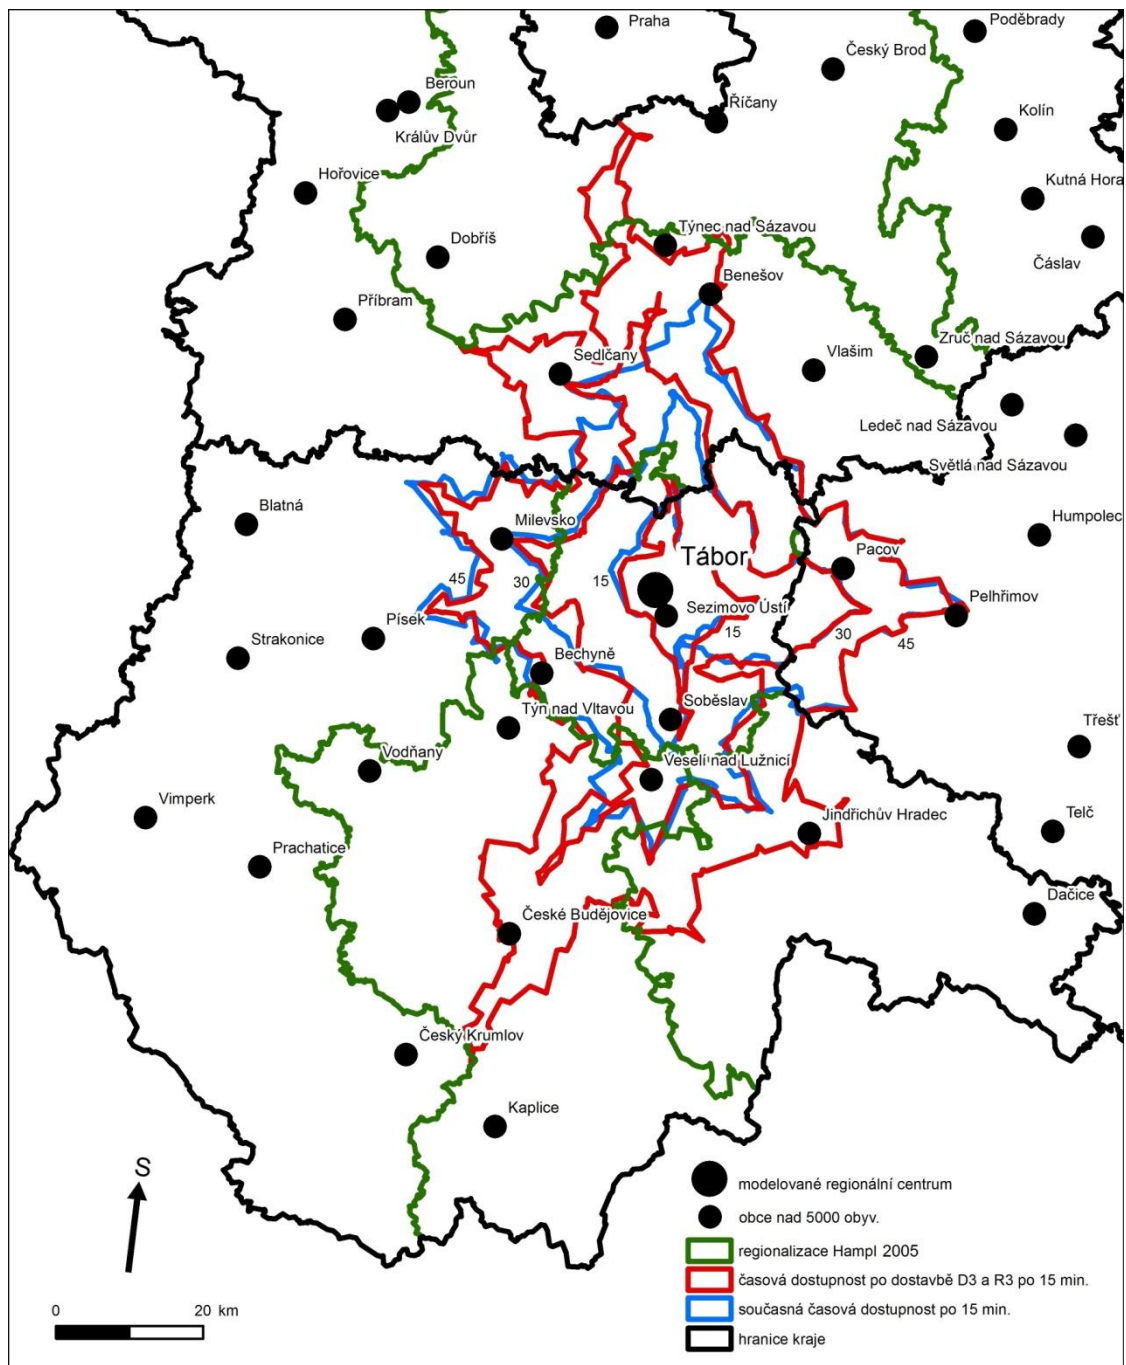 Praha
Poděbrady
Český Brod
Beroun
Říčany
Kolín
Králův Dvůr
Hořovice
Kutná Hora
Týnec nad Sázavou
Dobříš
Čáslav
Benešov
Příbram
Zruč nad Sázavou
Sedlčany
Vlašim
Ledeč nad Sázavou
Světlá nad Sázavou
Blatná
Milevsko
Humpolec
Tábor
Pacov
45
30
15
Pelhřimov
Sezimovo Ústí
Písek
15
30
45
Strakonice
Bechyně
Soběslav
Týn nad Vltavou
Třešť
Vodňany
Veselí nad Lužnicí
Vimperk
Jindřichův Hradec
Telč
Prachatice
Dačice
České Budějovice
Český Krumlov
Kaplice
S
modelované regionální centrum
obce nad 5000 obyv.
regionalizace Hampl 2005
časová dostupnost po dostavbě D3 a R3 po 15 min.
současná časová dostupnost po 15 min.
hranice kraje
0 20 km